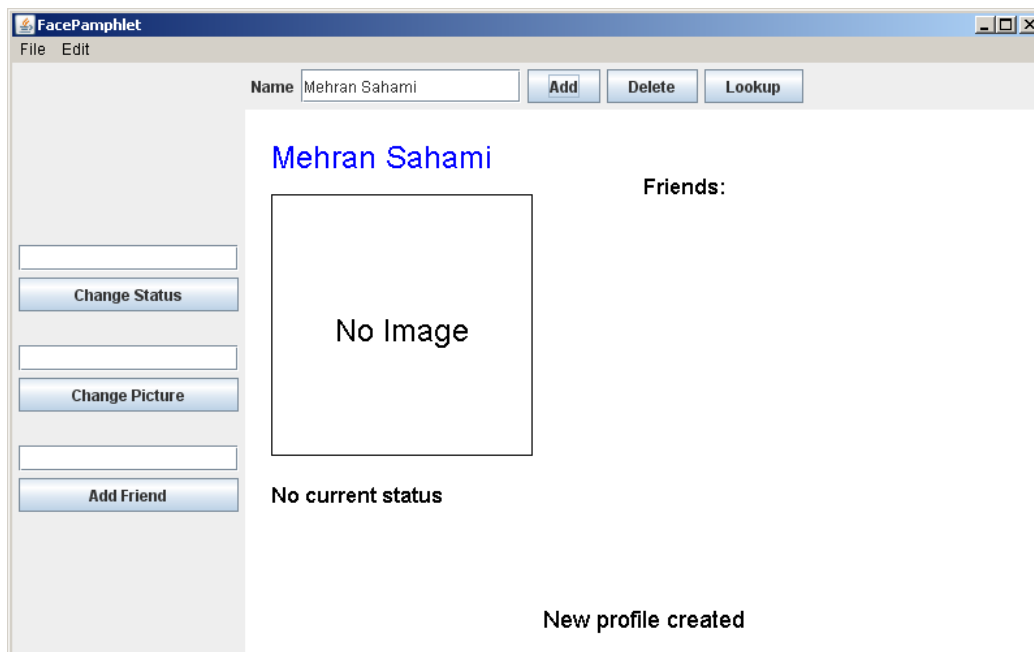 FacePamphlet
File Edit
Name Mehran Sahami Add Delete Lookup
Mehran Sahami
Friends:
Change Status
No Image
Change Picture
Add Friend
No current status
New profile created